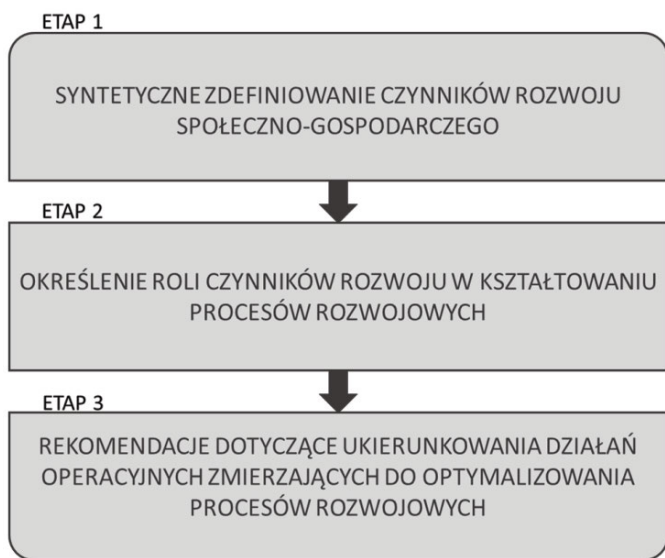 ETAP 1
SYNTETYCZNE ZDEFINIOWANIE CZYNNIKÓW ROZWOJU
SPOŁECZNO-GOSPODARCZEGO
ETAP 2
OKREŚLENIE ROLI CZYNNIKÓW ROZWOJU W KSZTAŁTOWANIU
PROCESÓW ROZWOJOWYCH
ETAP 3
REKOMENDACJE DOTYCZĄCE UKIERUNKOWANIA DZIAŁAŃ
OPERACYJNYCH ZMIERZAJĄCYCH DO OPTYMALIZOWANIA
PROCESÓW ROZWOJOWYCH